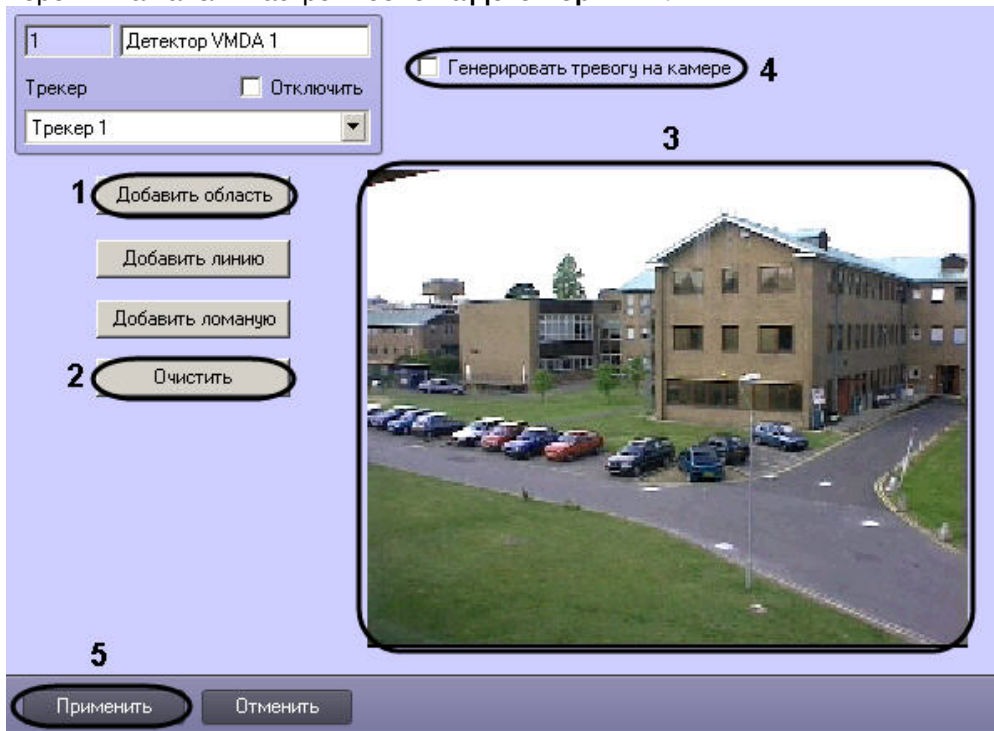 1 Детектор VMDA 1
Трекер Отключить
Трекер 1
Генерировать тревогу на камере 4
3
1 Добавить область
Добавить линию
Добавить ломаную
2 Очистить
5
Применить Отменить